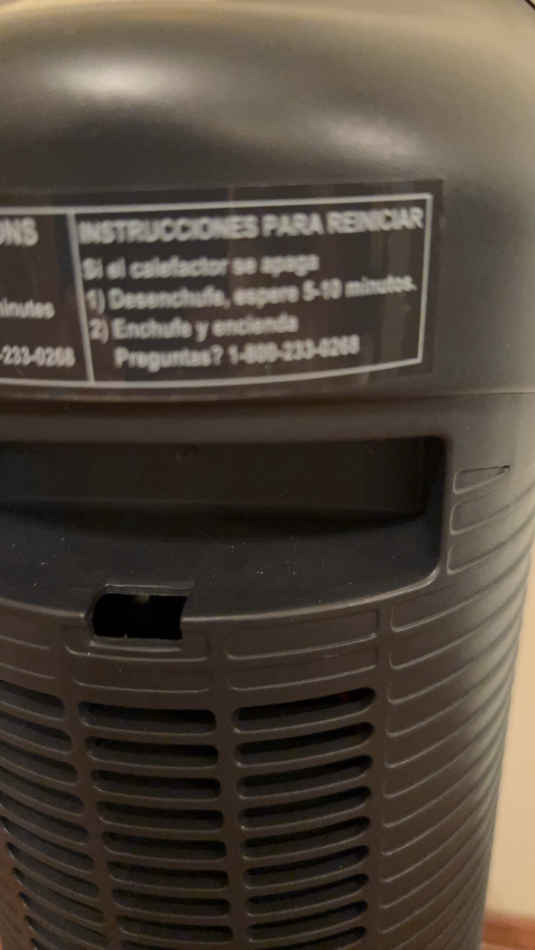 ONS
minutes
-233-0268
INSTRUCCIONES PARA REINICIAR
Si el calefactor se apaga
1) Desenchufe, espere 5-10 minutos.
2) Enchufe y encienda
Preguntas? 1-800-233-0268